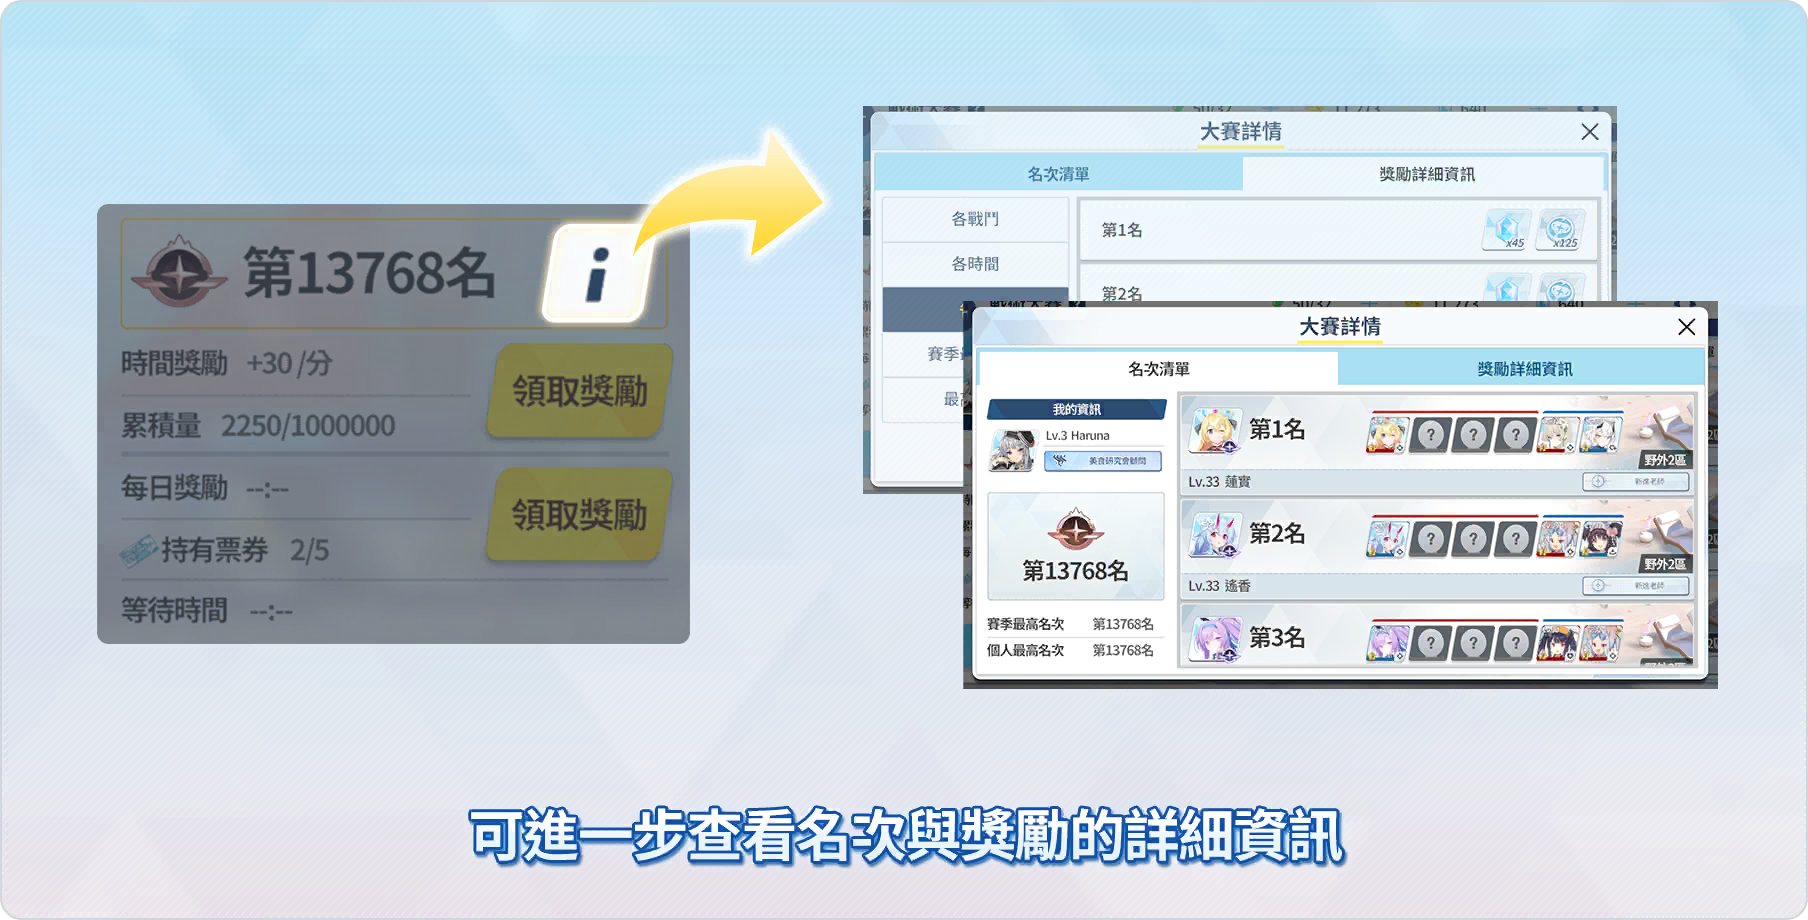 第13768名
時間獎勵 +30 /分
領取獎勵
累積量 2250/1000000
每日獎勵 --:--
領取獎勵
持有票券 2/5
等待時間 --:--
大賽詳情
名次清單
獎勵詳細資訊
各戰鬥
各時間
第1名
x45
x125
第2名
大賽詳情
名次清單
獎勵詳細資訊
我的資訊
Lv.3 Haruna
美食研究會顧問
第13768名
賽季最高名次 第13768名
個人最高名次 第13768名
第1名
? ? ?
野外2區
Lv.33 蓮實
新進老師
第2名
? ? ?
野外2區
Lv.33 遙香
新進老師
第3名
? ? ?
可進一步查看名次與獎勵的詳細資訊